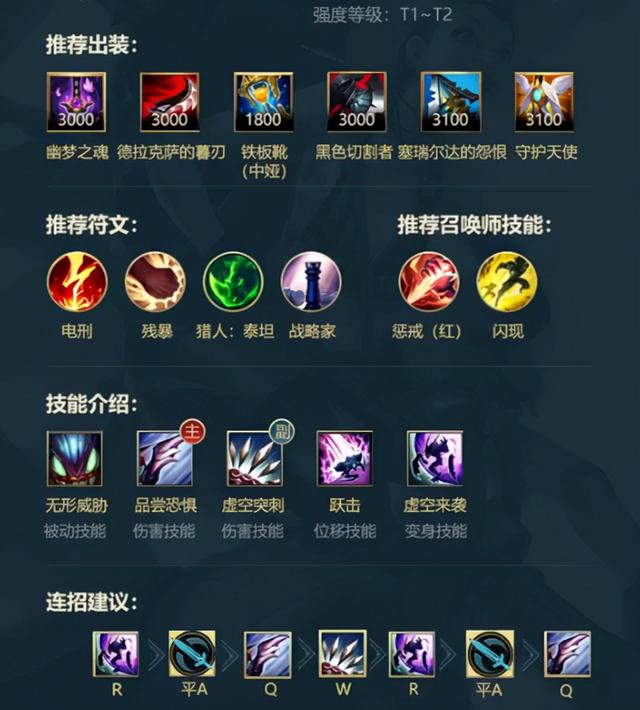 强度等级：T1~T2
推荐出装：
3000 3000 1800 3000 3100 3100
幽梦之魂 德拉克萨的暮刃 铁板靴 黑色切割者 塞瑞尔达的怨恨 守护天使
（中娅）
推荐符文： 推荐召唤师技能：
电刑 残暴 猎人：泰坦 战略家 惩戒（红） 闪现
技能介绍：
主 副
无形威胁 品尝恐惧 虚空突刺 跃击 虚空来袭
被动技能 伤害技能 伤害技能 位移技能 变身技能
连招建议：
R 平A Q W R 平A Q